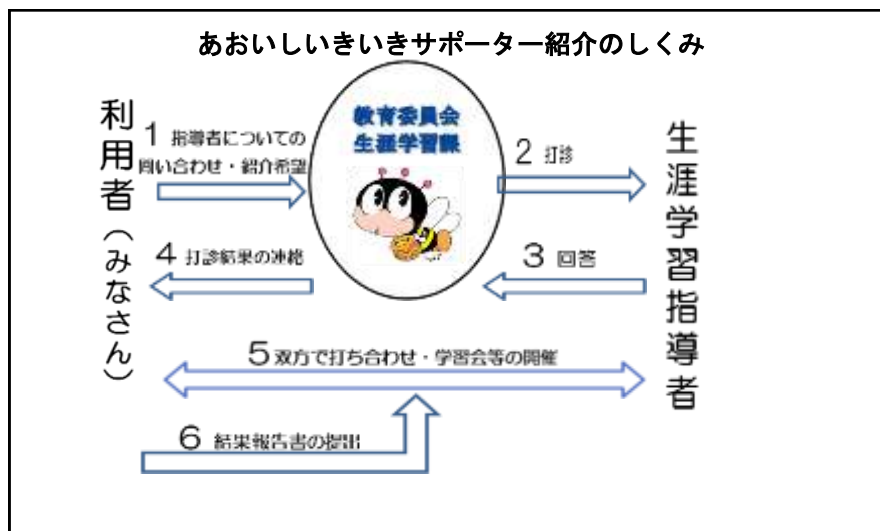 あおいしいきいきサポーター紹介のしくみ
利用者（みなさん）
教育委員会
生涯学習課
生涯学習指導者
1 指導者についての
問い合わせ・紹介希望
2 打診
3 回答
4 打診結果の連絡
5 双方で打ち合わせ・学習会等の開催
6 結果報告書の提出